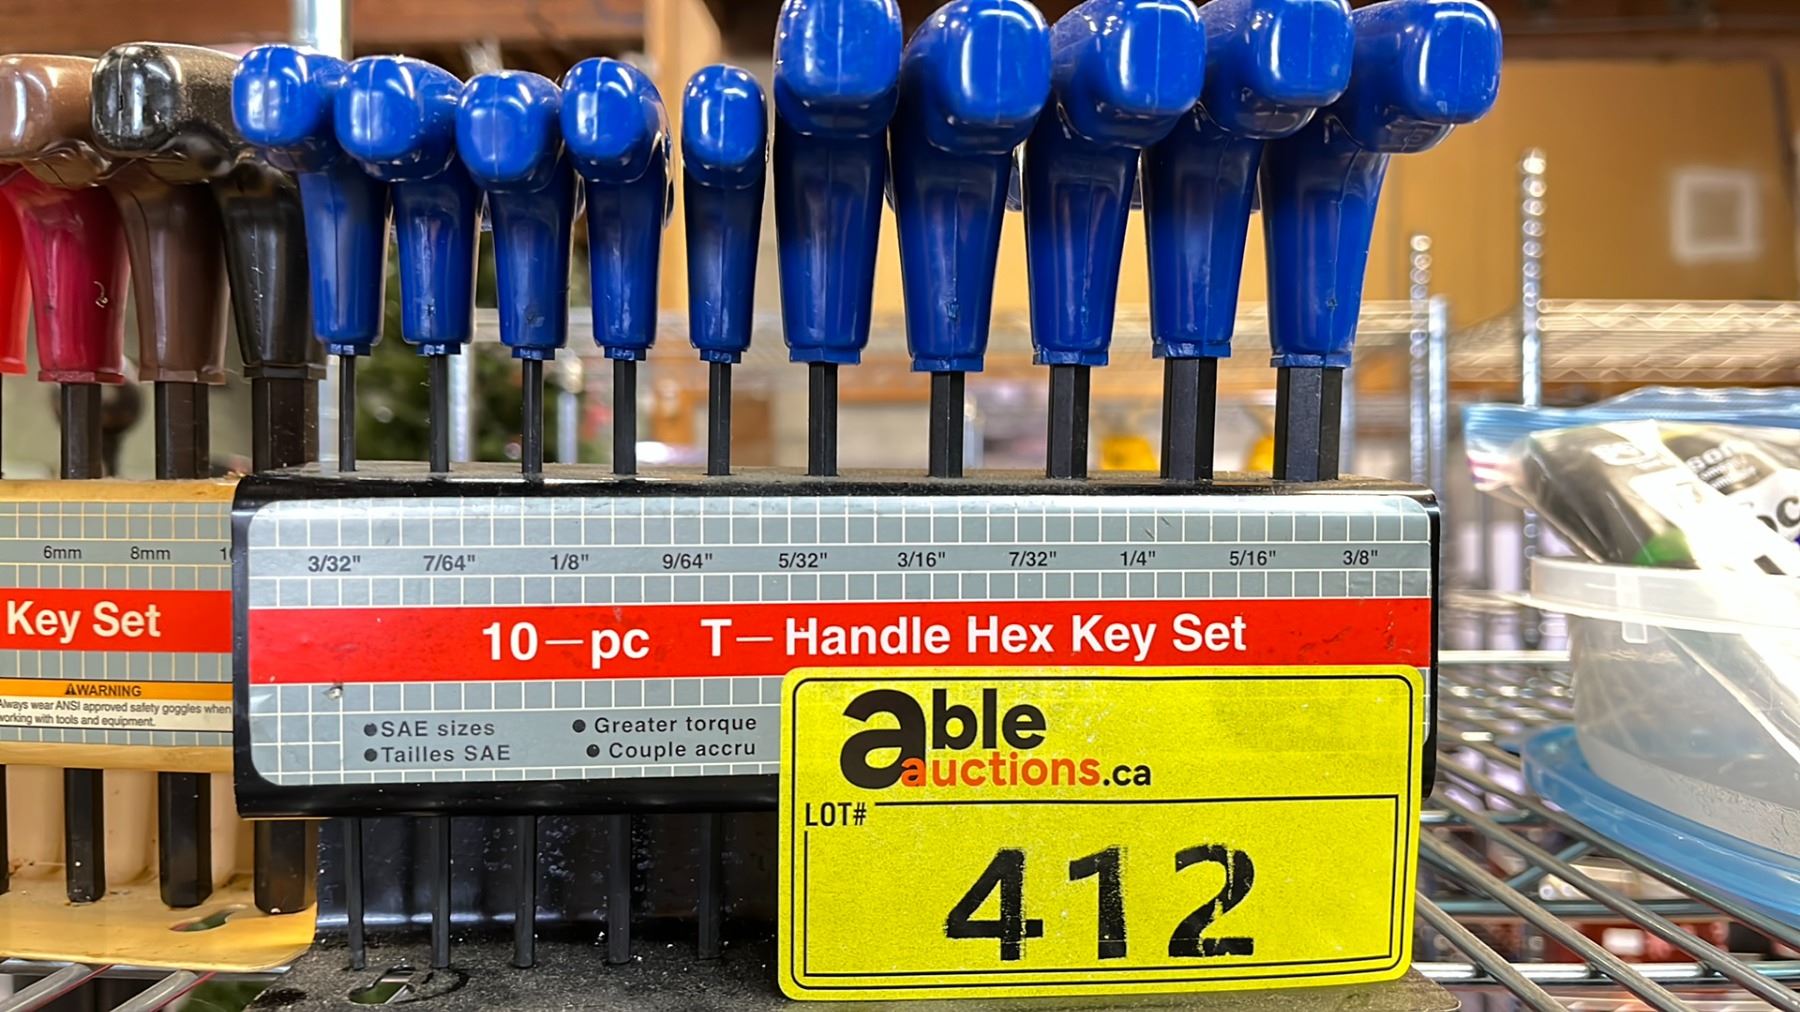 3/32" 7/64" 1/8" 9/64" 5/32" 3/16" 7/32" 1/4" 5/16" 3/8"
10-pc T-Handle Hex Key Set
●SAE sizes ● Greater torque
●Tailles SAE ● Couple accru
able
auctions.ca
LOT#
412
6mm 8mm
Key Set
⚠WARNING
Always wear ANSI approved safety goggles when
working with tools and equipment.